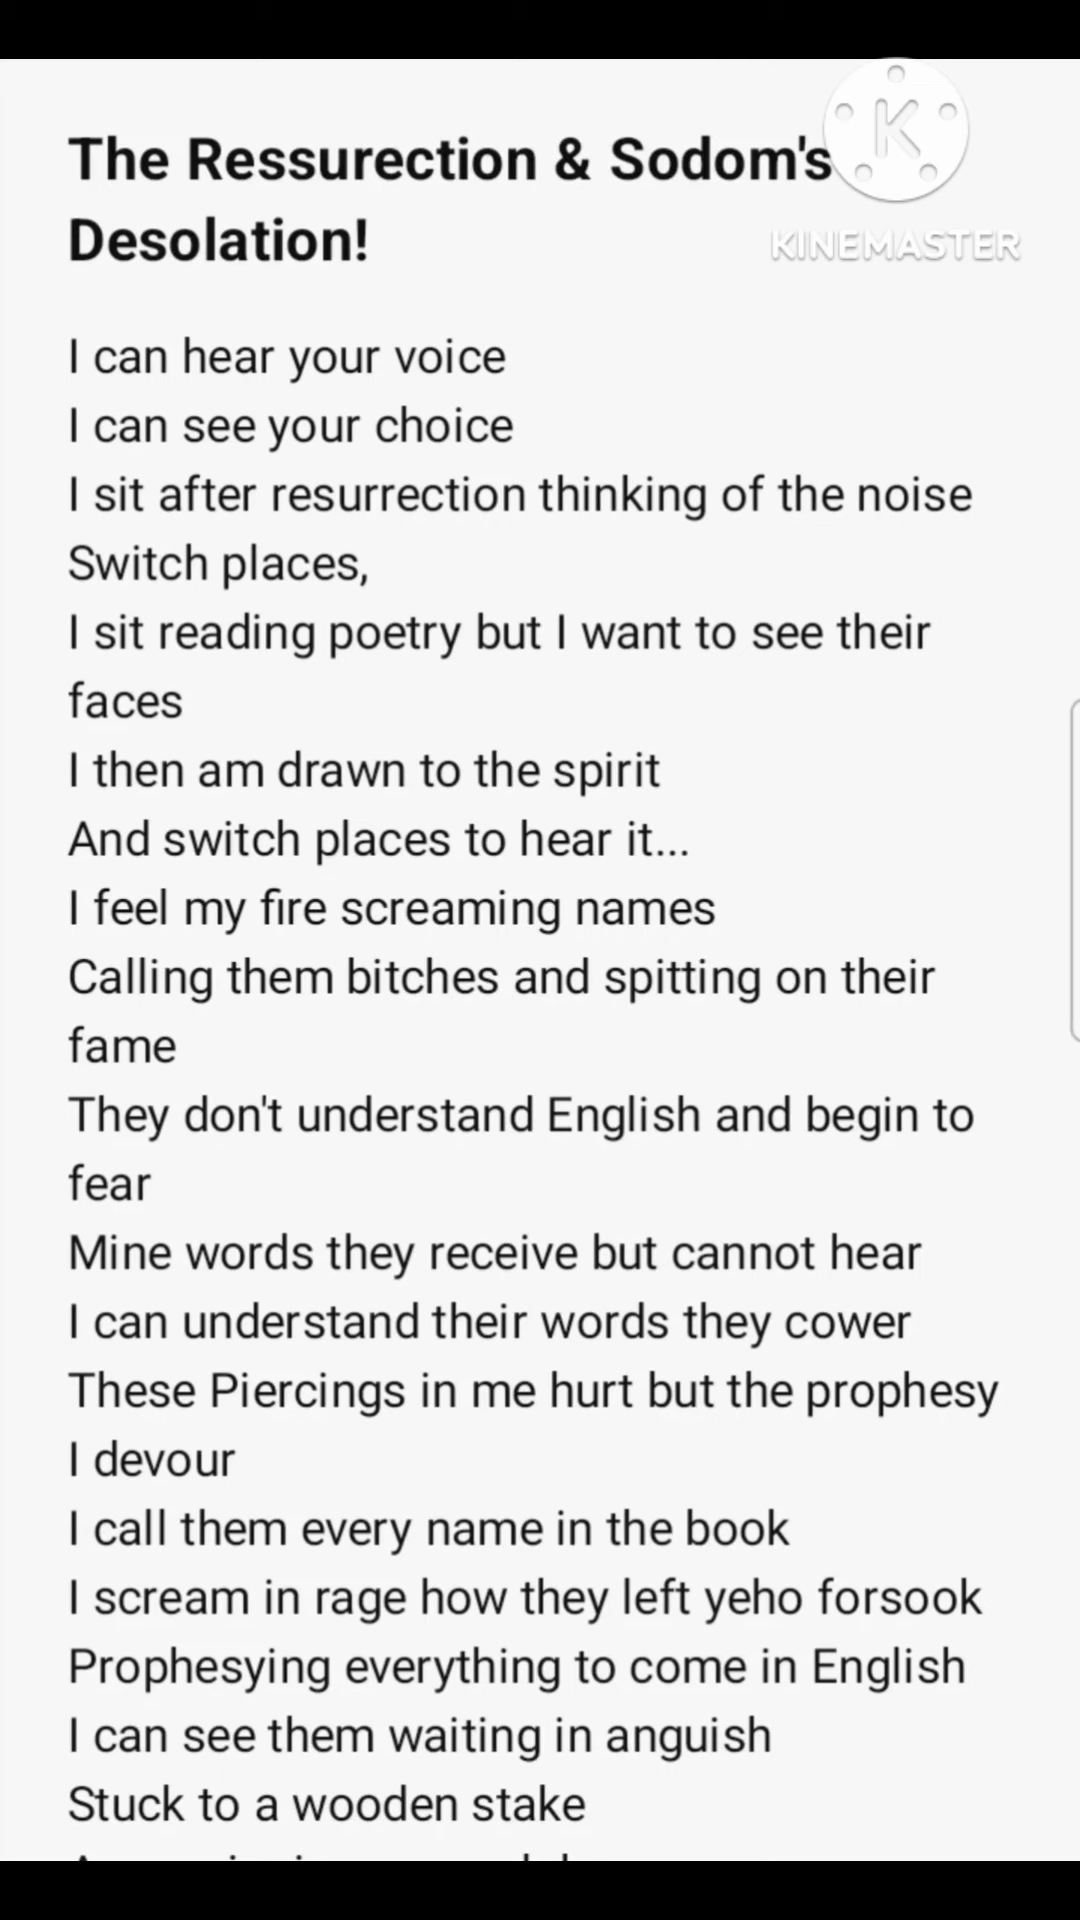 The Ressurection & Sodom's
Desolation!
K
KINEMASTER
I can hear your voice
I can see your choice
I sit after resurrection thinking of the noise
Switch places,
I sit reading poetry but I want to see their
faces
I then am drawn to the spirit
And switch places to hear it...
I feel my fire screaming names
Calling them bitches and spitting on their
fame
They don't understand English and begin to
fear
Mine words they receive but cannot hear
I can understand their words they cower
These Piercings in me hurt but the prophesy
I devour
I call them every name in the book
I scream in rage how they left yeho forsook
Prophesying everything to come in English
I can see them waiting in anguish
Stuck to a wooden stake